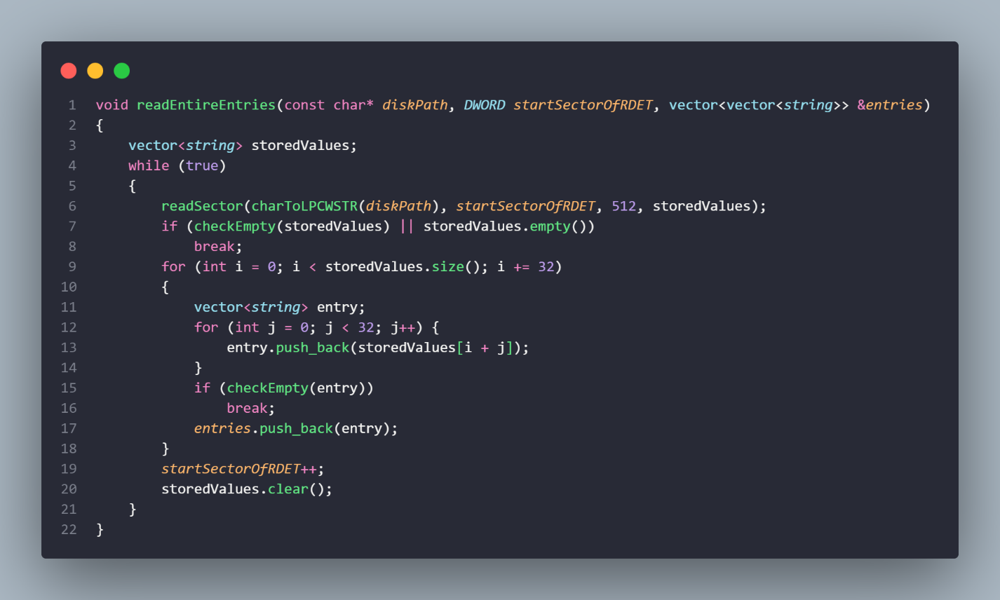 1 void readEntireEntries(const char* diskPath, DWORD startSectorOfRDET, vector<vector<string>> &entries)
2 {
3     vector<string> storedValues;
4     while (true)
5     {
6         readSector(charToLPCWSTR(diskPath), startSectorOfRDET, 512, storedValues);
7         if (checkEmpty(storedValues) || storedValues.empty())
8             break;
9         for (int i = 0; i < storedValues.size(); i += 32)
10         {
11             vector<string> entry;
12             for (int j = 0; j < 32; j++) {
13                 entry.push_back(storedValues[i + j]);
14             }
15             if (checkEmpty(entry))
16                 break;
17             entries.push_back(entry);
18         }
19         startSectorOfRDET++;
20         storedValues.clear();
21     }
22 }